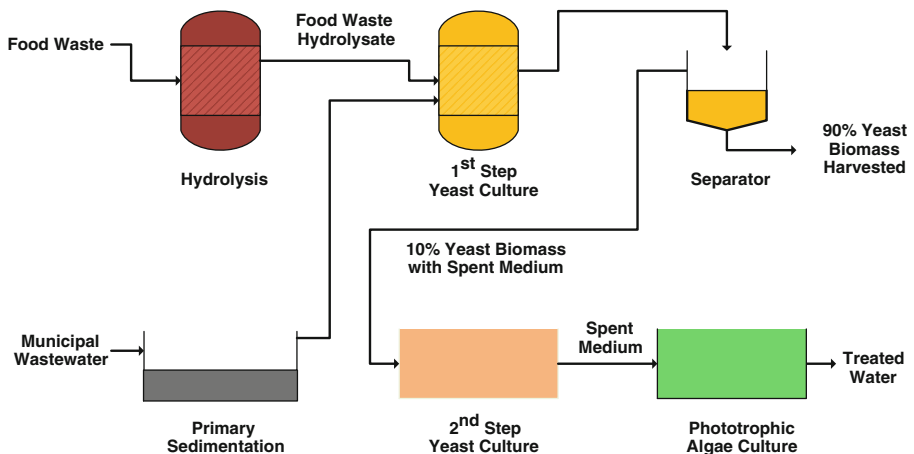 Food Waste
Food Waste
Hydrolysate
Hydrolysis
1st Step
Yeast Culture
Separator
90% Yeast
Biomass
Harvested
10% Yeast Biomass
with Spent Medium
Municipal
Wastewater
Primary
Sedimentation
2nd Step
Yeast Culture
Spent
Medium
Phototrophic
Algae Culture
Treated
Water